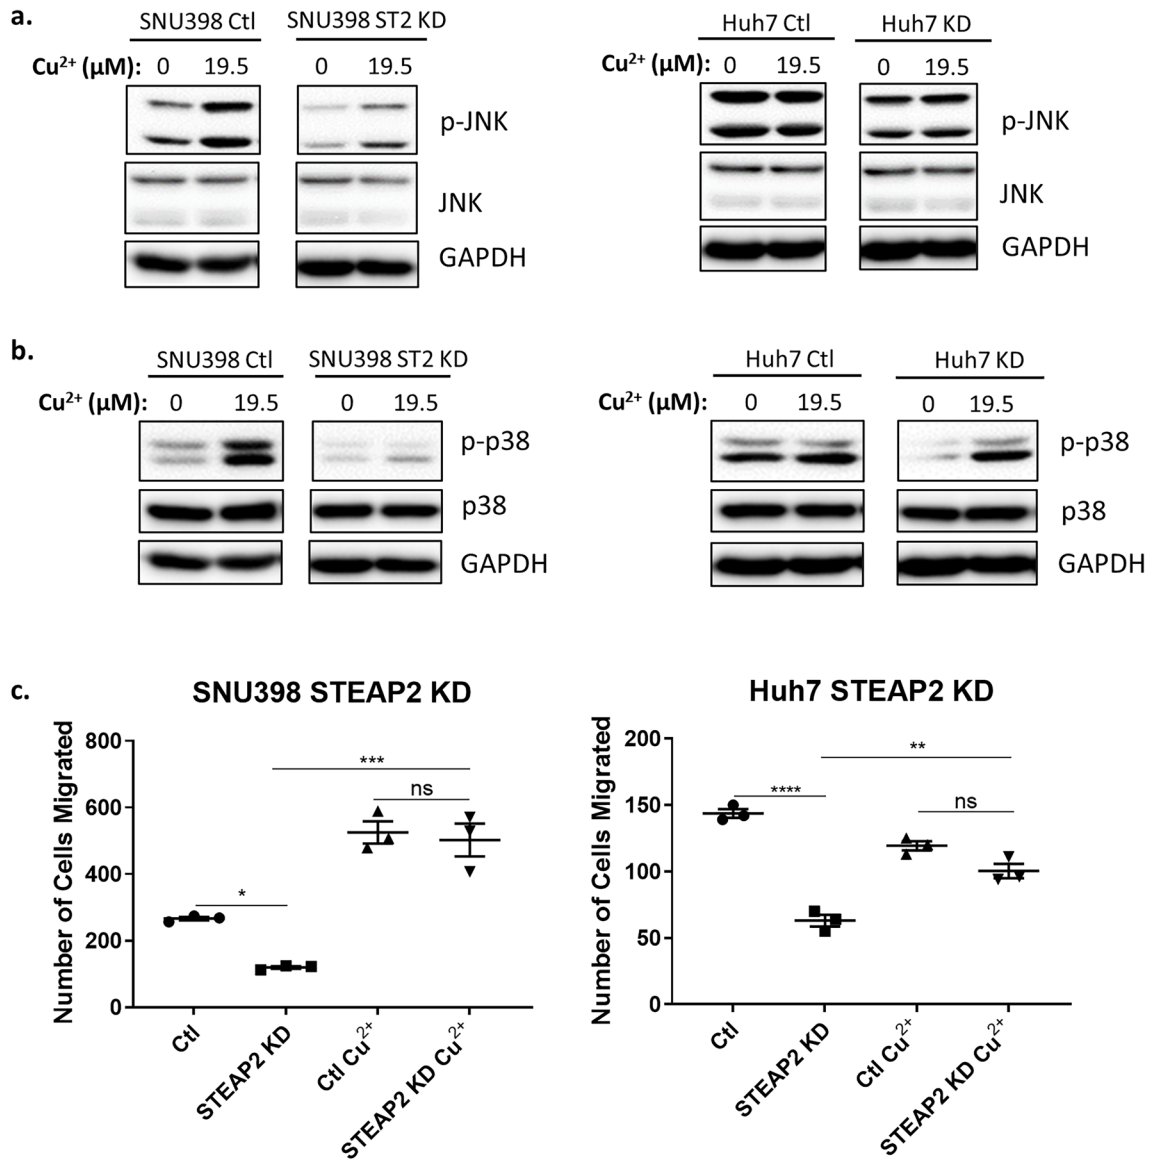 a.
SNU398 Ctl SNU398 ST2 KD Huh7 Ctl Huh7 KD
Cu²⁺ (μM): 0 19.5 0 19.5 Cu²⁺ (μM): 0 19.5 0 19.5
p-JNK p-JNK
JNK JNK
GAPDH GAPDH
b.
SNU398 Ctl SNU398 ST2 KD Huh7 Ctl Huh7 KD
Cu²⁺ (μM): 0 19.5 0 19.5 Cu²⁺ (μM): 0 19.5 0 19.5
p-p38 p-p38
p38 p38
GAPDH GAPDH
c.
SNU398 STEAP2 KD
Number of Cells Migrated
800
600
400
200
0
***
ns
*
Ctl
STEAP2 KD
Ctl Cu²⁺
STEAP2 KD Cu²⁺
Huh7 STEAP2 KD
Number of Cells Migrated
200
150
100
50
0
**
****
ns
Ctl
STEAP2 KD
Ctl Cu²⁺
STEAP2 KD Cu²⁺